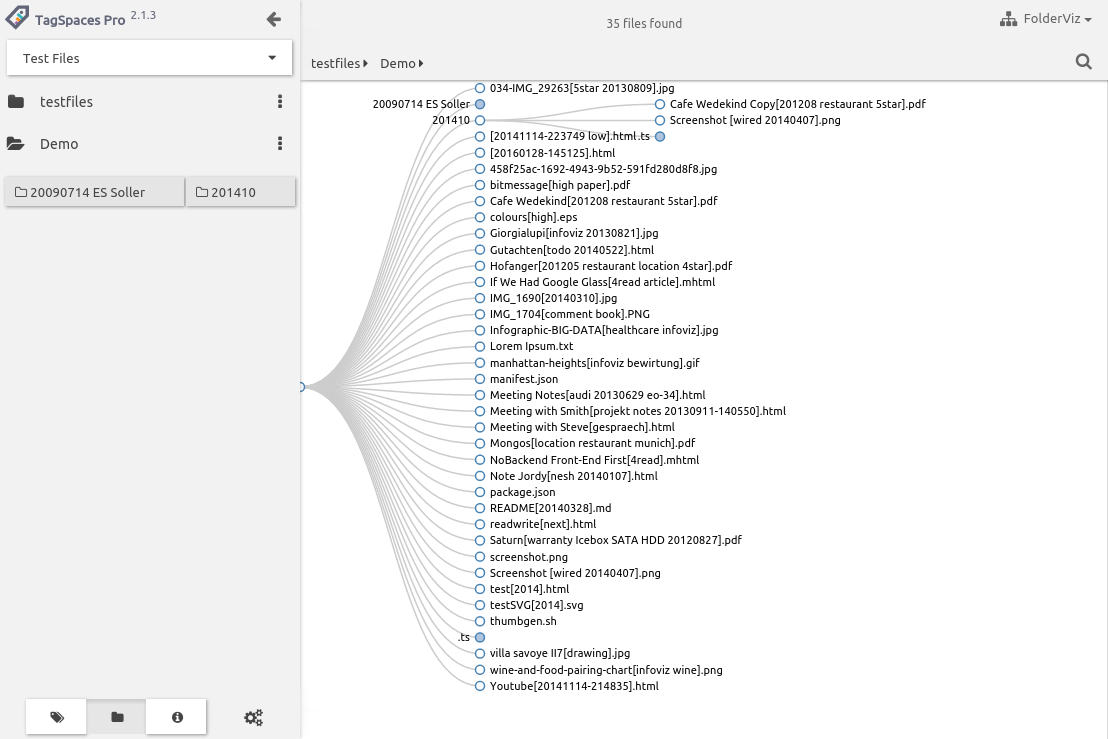 TagSpaces Pro 2.1.3
Test Files
testfiles
Demo
20090714 ES Soller
201410
35 files found
FolderViz
testfiles
Demo
034-IMG_29263[5star 20130809].jpg
20090714 ES Soller
Cafe Wedekind Copy[201208 restaurant 5star].pdf
201410
Screenshot [wired 20140407].png
[20141114-223749 low].html
.ts
[20160128-145125].html
458f25ac-1692-4943-9b52-591fd280d8f8.jpg
bitmessage[high paper].pdf
Cafe Wedekind[201208 restaurant 5star].pdf
colours[high].eps
Giorgialupi[infoviz 20130821].jpg
Gutachten[todo 20140522].html
Hofanger[201205 restaurant location 4star].pdf
If We Had Google Glass[4read article].mhtml
IMG_1690[20140310].jpg
IMG_1704[comment book].PNG
Infographic-BIG-DATA[healthcare infoviz].jpg
Lorem Ipsum.txt
manhattan-heights[infoviz bewirtung].gif
manifest.json
Meeting Notes[audi 20130629 eo-34].html
Meeting with Smith[projekt notes 20130911-140550].html
Meeting with Steve[gespraech].html
Mongos[location restaurant munich].pdf
NoBackend Front-End First[4read].mhtml
Note Jordy[nesh 20140107].html
package.json
README[20140328].md
readwrite[next].html
Saturn[warranty Icebox SATA HDD 20120827].pdf
screenshot.png
Screenshot [wired 20140407].png
test[2014].html
testSVG[2014].svg
thumbgen.sh
.ts
villa savoye II7[drawing].jpg
wine-and-food-pairing-chart[infoviz wine].png
Youtube[20141114-214835].html